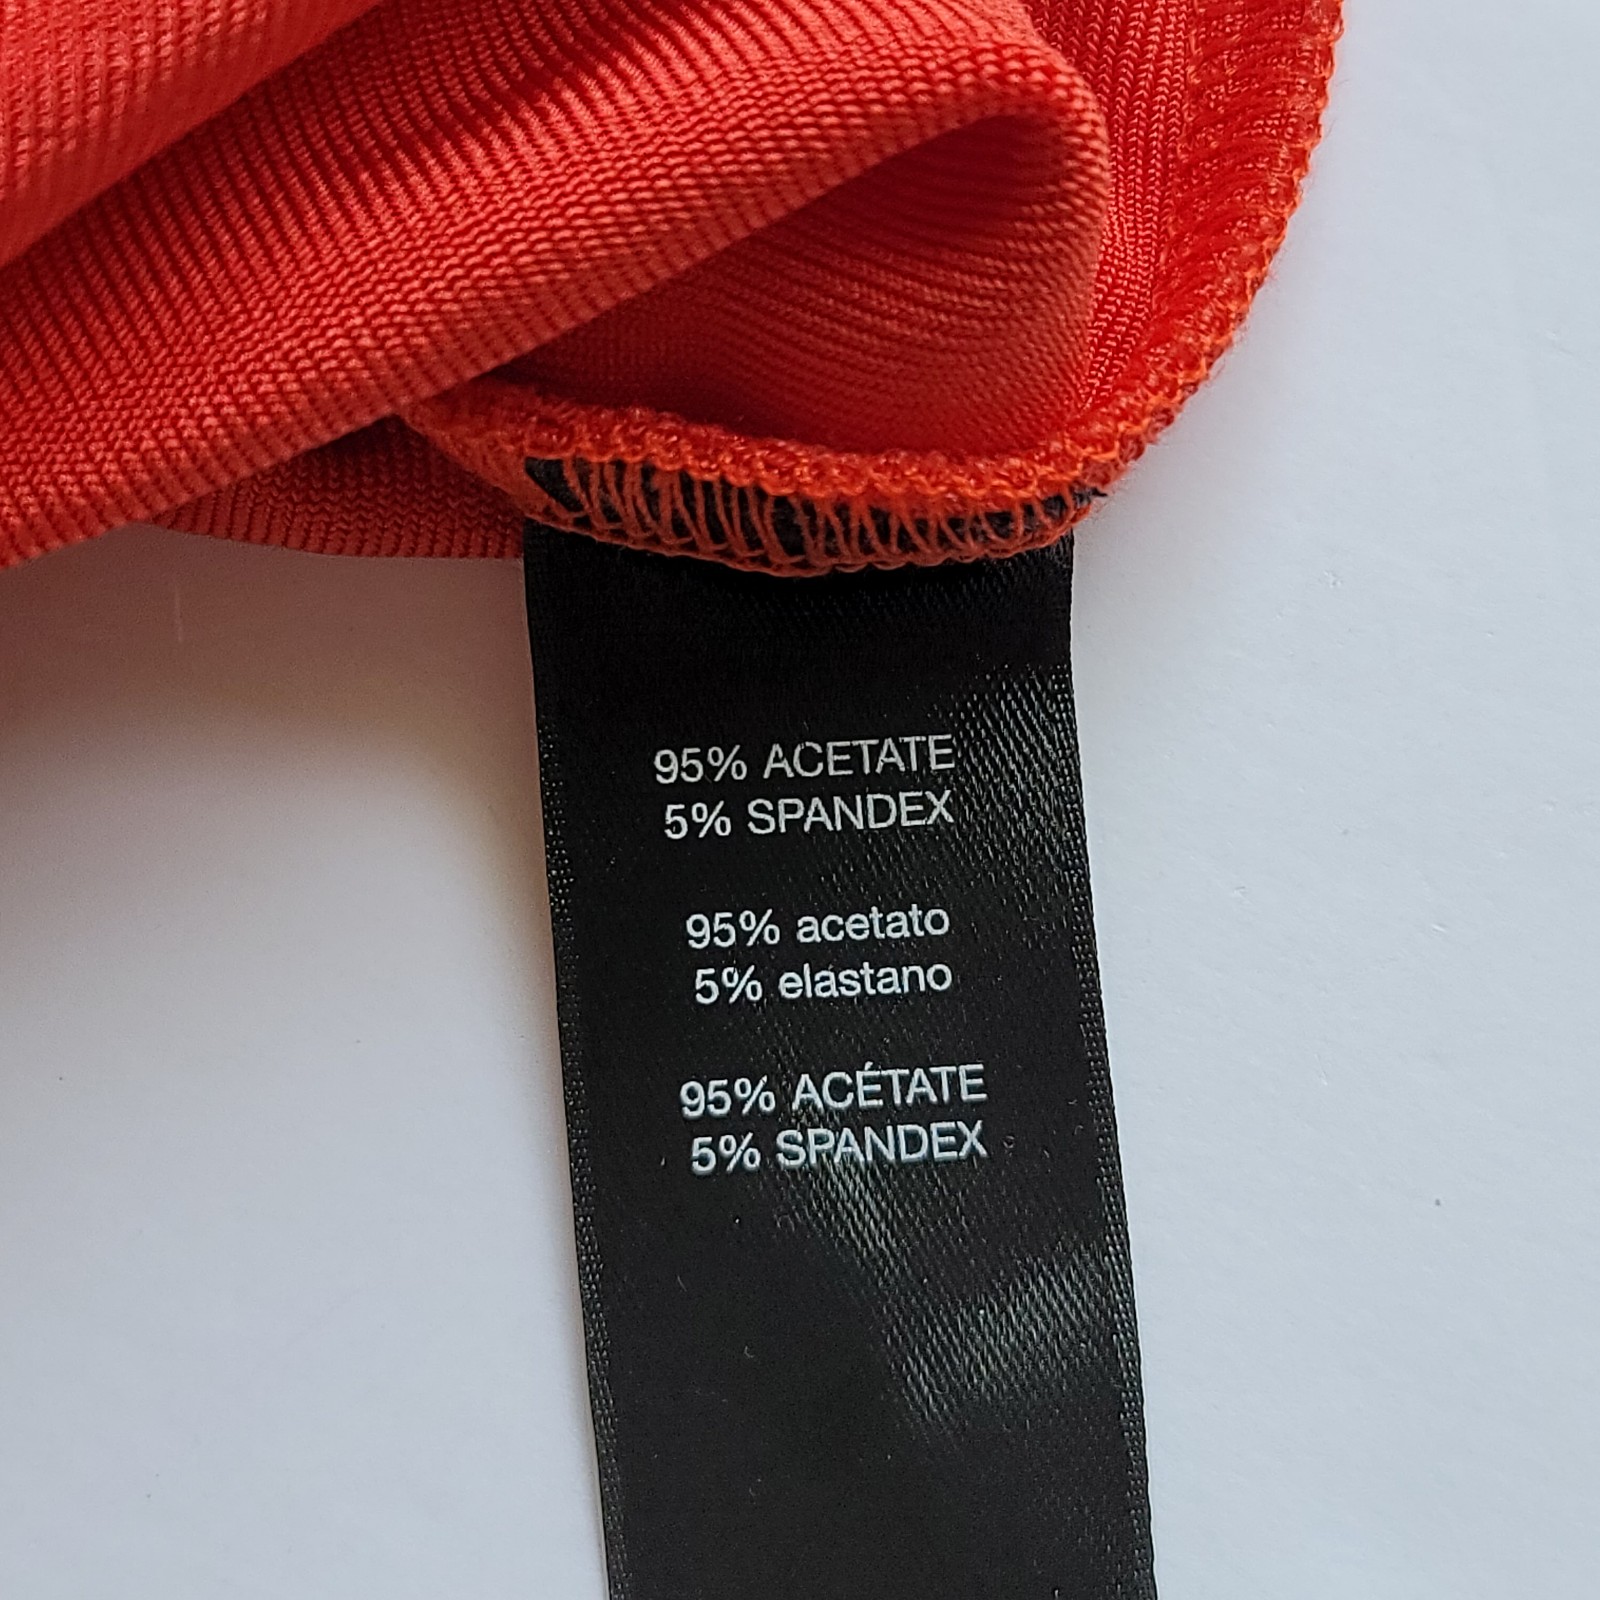 95% ACETATE
5% SPANDEX
95% acetato
5% elastano
95% ACÉTATE
5% SPANDEX